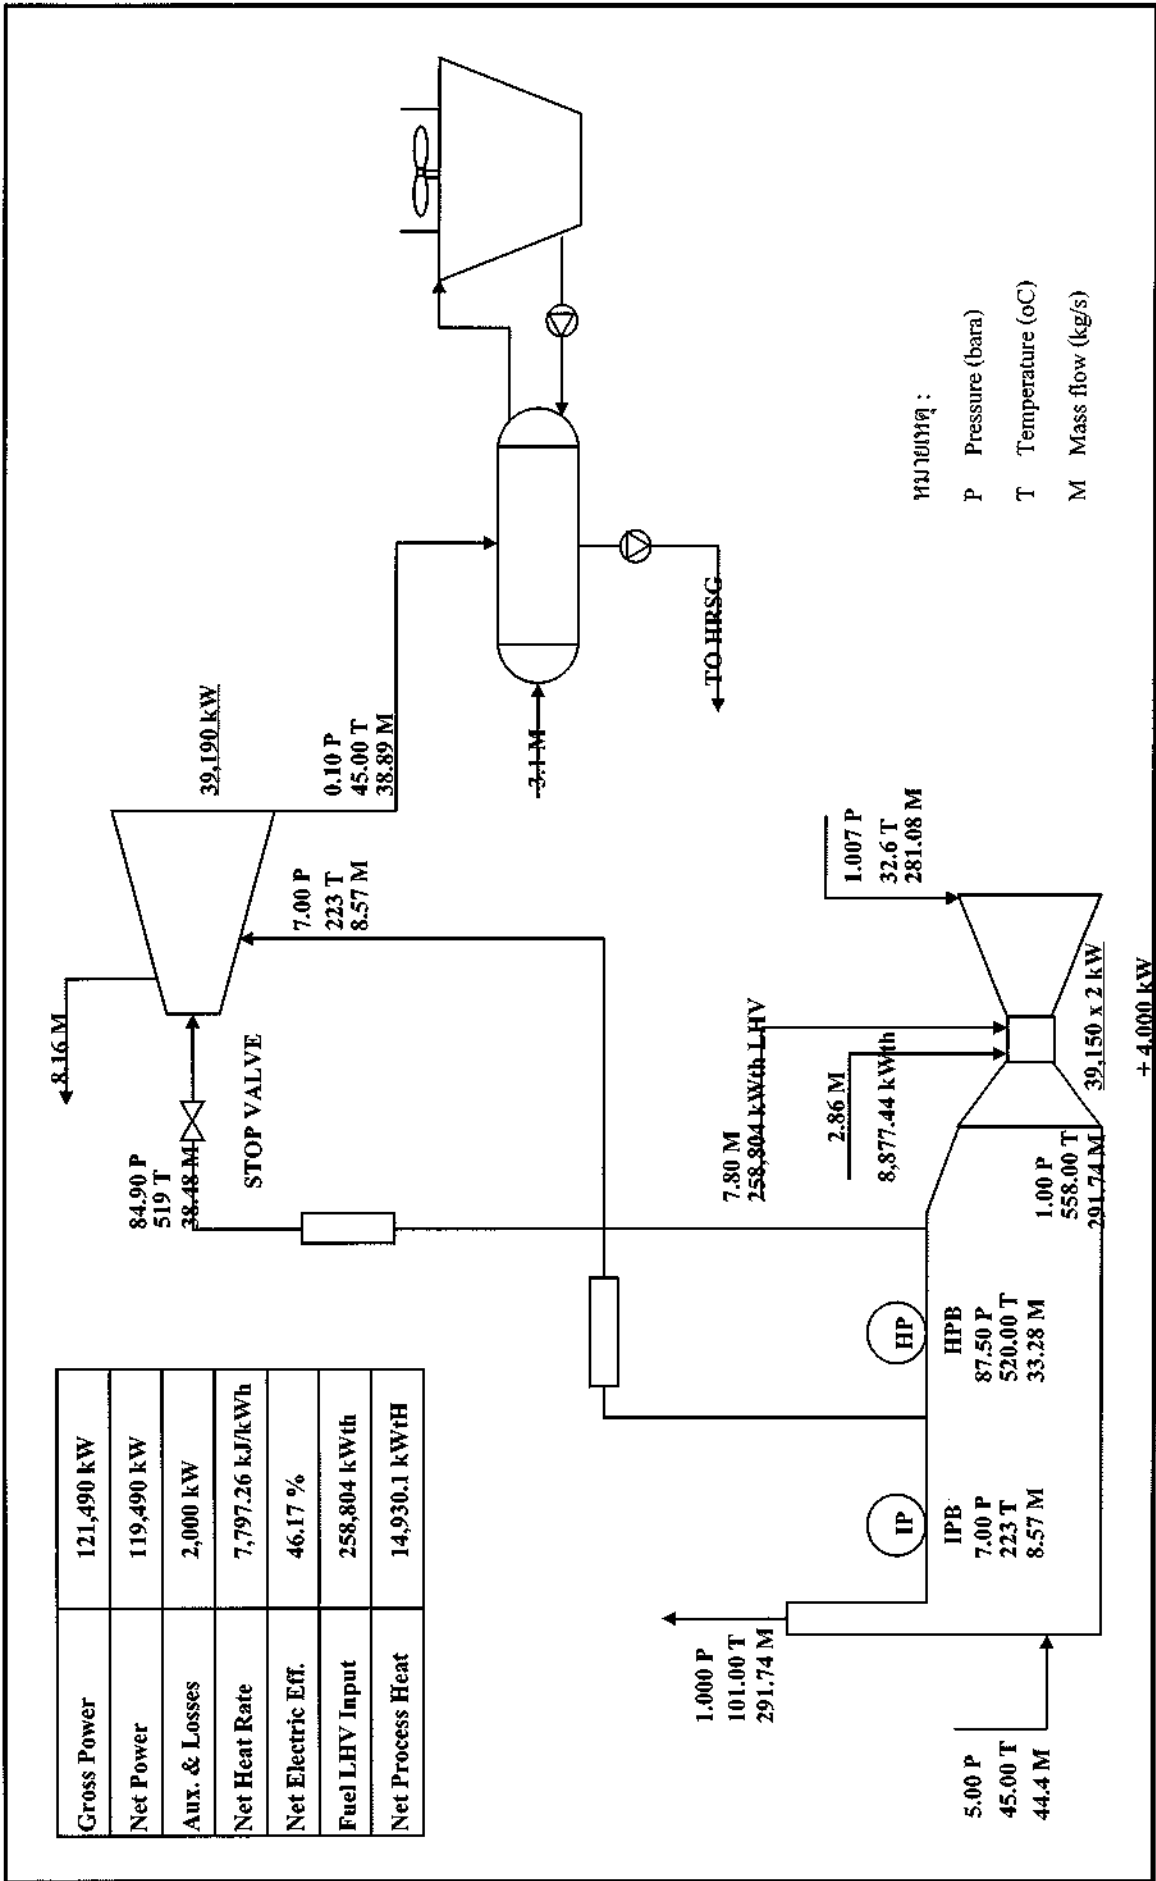 Gross Power 121,490 kW
Net Power 119,490 kW
Aux. & Losses 2,000 kW
Net Heat Rate 7,797.26 kJ/kWh
Net Electric Eff. 46.17 %
Fuel LHV Input 258,804 kWth
Net Process Heat 14,930.1 kWtH
8.16 M
84.90 P
519 T
38.48 M
STOP VALVE
39,190 kW
7.00 P
223 T
8.57 M
0.10 P
45.00 T
38.89 M
3.1 M
TO HRSG
7.80 M
258,804 kWth LHV
2.86 M
8,877.44 kWth
1.007 P
32.6 T
281.08 M
39,150 x 2 kW
+ 4,000 kW
1.00 P
558.00 T
291.74 M
HP
HPB
87.50 P
520.00 T
33.28 M
IP
IPB
7.00 P
223 T
8.57 M
1.000 P
101.00 T
291.74 M
5.00 P
45.00 T
44.4 M
หมายเหตุ :
P Pressure (bara)
T Temperature (oC)
M Mass flow (kg/s)